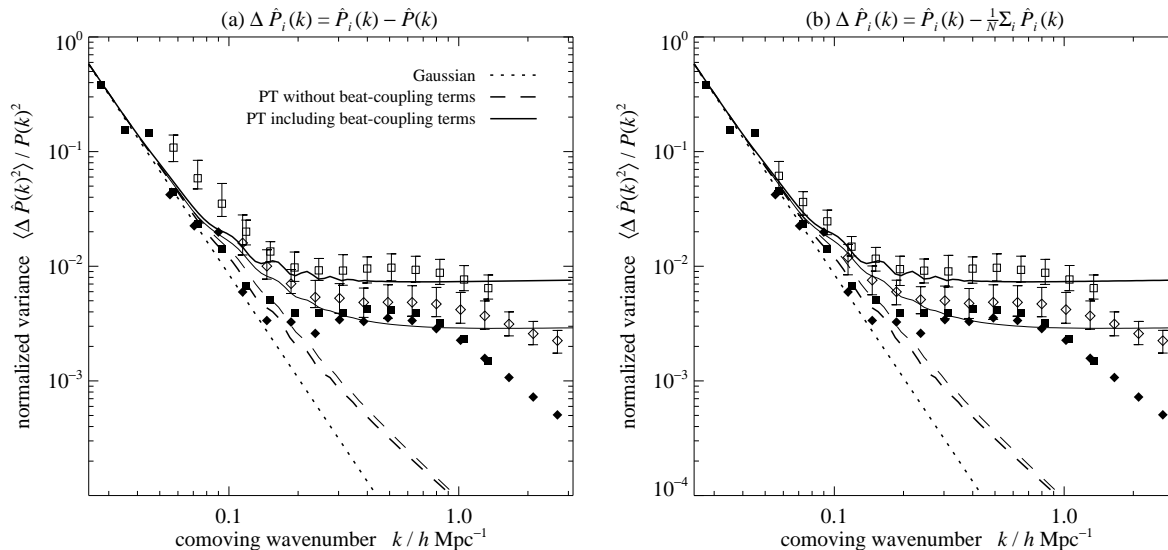 (a) Δ P̂ᵢ(k) = P̂ᵢ(k) − P̂(k)
(b) Δ P̂ᵢ(k) = P̂ᵢ(k) − 1/N Σᵢ P̂ᵢ(k)
Gaussian
PT without beat-coupling terms
PT including beat-coupling terms
normalized variance ⟨Δ P̂(k)²⟩ / P(k)²
10⁰
10⁻¹
10⁻²
10⁻³
0.1
1.0
comoving wavenumber k / h Mpc⁻¹
normalized variance ⟨Δ P̂(k)²⟩ / P(k)²
10⁰
10⁻¹
10⁻²
10⁻³
10⁻⁴
0.1
1.0
comoving wavenumber k / h Mpc⁻¹